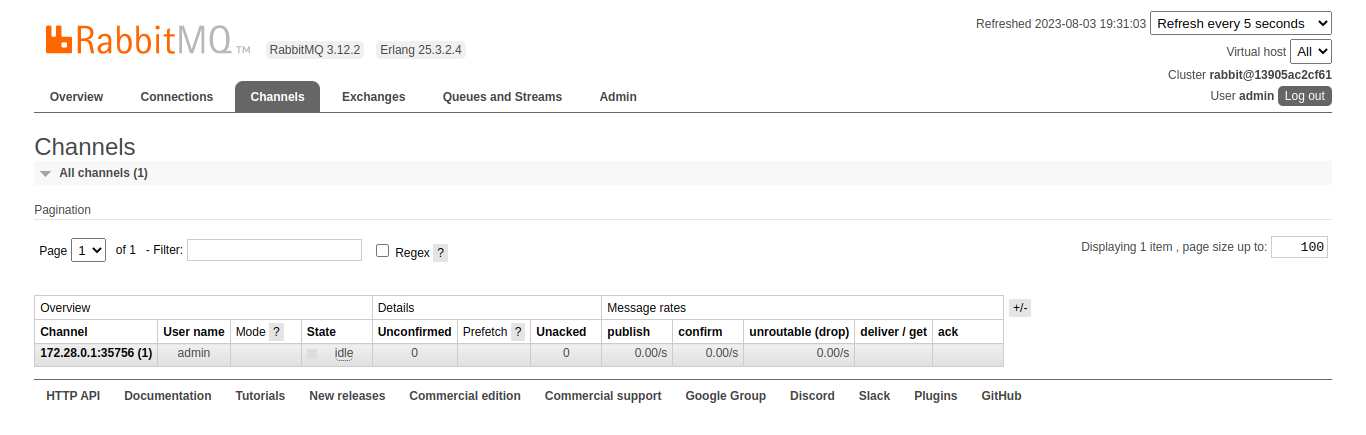 Refreshed 2023-08-03 19:31:03 Refresh every 5 seconds
RabbitMQ TM RabbitMQ 3.12.2 Erlang 25.3.2.4
Virtual host All
Cluster rabbit@13905ac2cf61
User admin Log out
Overview Connections Channels Exchanges Queues and Streams Admin
Channels
All channels (1)
Pagination
Page 1 of 1 - Filter: Regex ? Displaying 1 item , page size up to: 100
Overview Details Message rates +/-
Channel User name Mode ? State Unconfirmed Prefetch ? Unacked publish confirm unroutable (drop) deliver / get ack
172.28.0.1:35756 (1) admin idle 0 0 0.00/s 0.00/s 0.00/s
HTTP API Documentation Tutorials New releases Commercial edition Commercial support Google Group Discord Slack Plugins GitHub